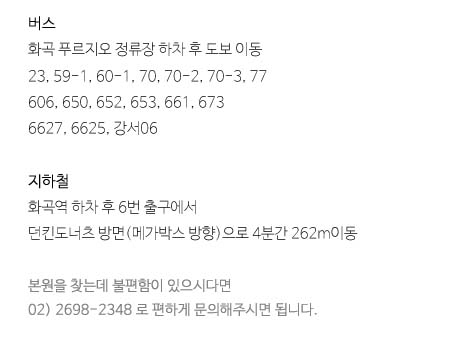 버스
화곡 푸르지오 정류장 하차 후 도보 이동
23, 59-1, 60-1, 70, 70-2, 70-3, 77
606, 650, 652, 653, 661, 673
6627, 6625, 강서06
지하철
화곡역 하차 후 6번 출구에서
던킨도너츠 방면(메가박스 방향)으로 4분간 262m이동
본원을 찾는데 불편함이 있으시다면
02) 2698-2348 로 편하게 문의해주시면 됩니다.